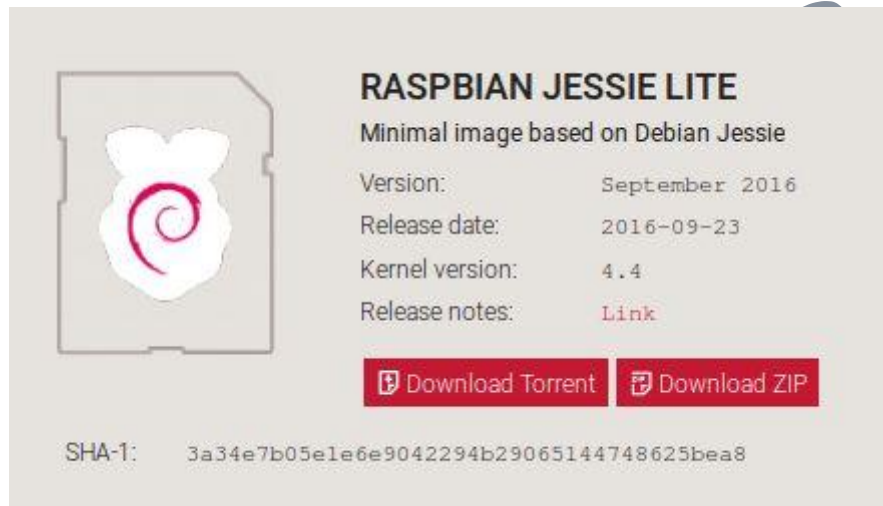 RASPBIAN JESSIE LITE
Minimal image based on Debian Jessie
Version: September 2016
Release date: 2016-09-23
Kernel version: 4.4
Release notes: Link
Download Torrent Download ZIP
SHA-1: 3a34e7b05e1e6e9042294b29065144748625bea8